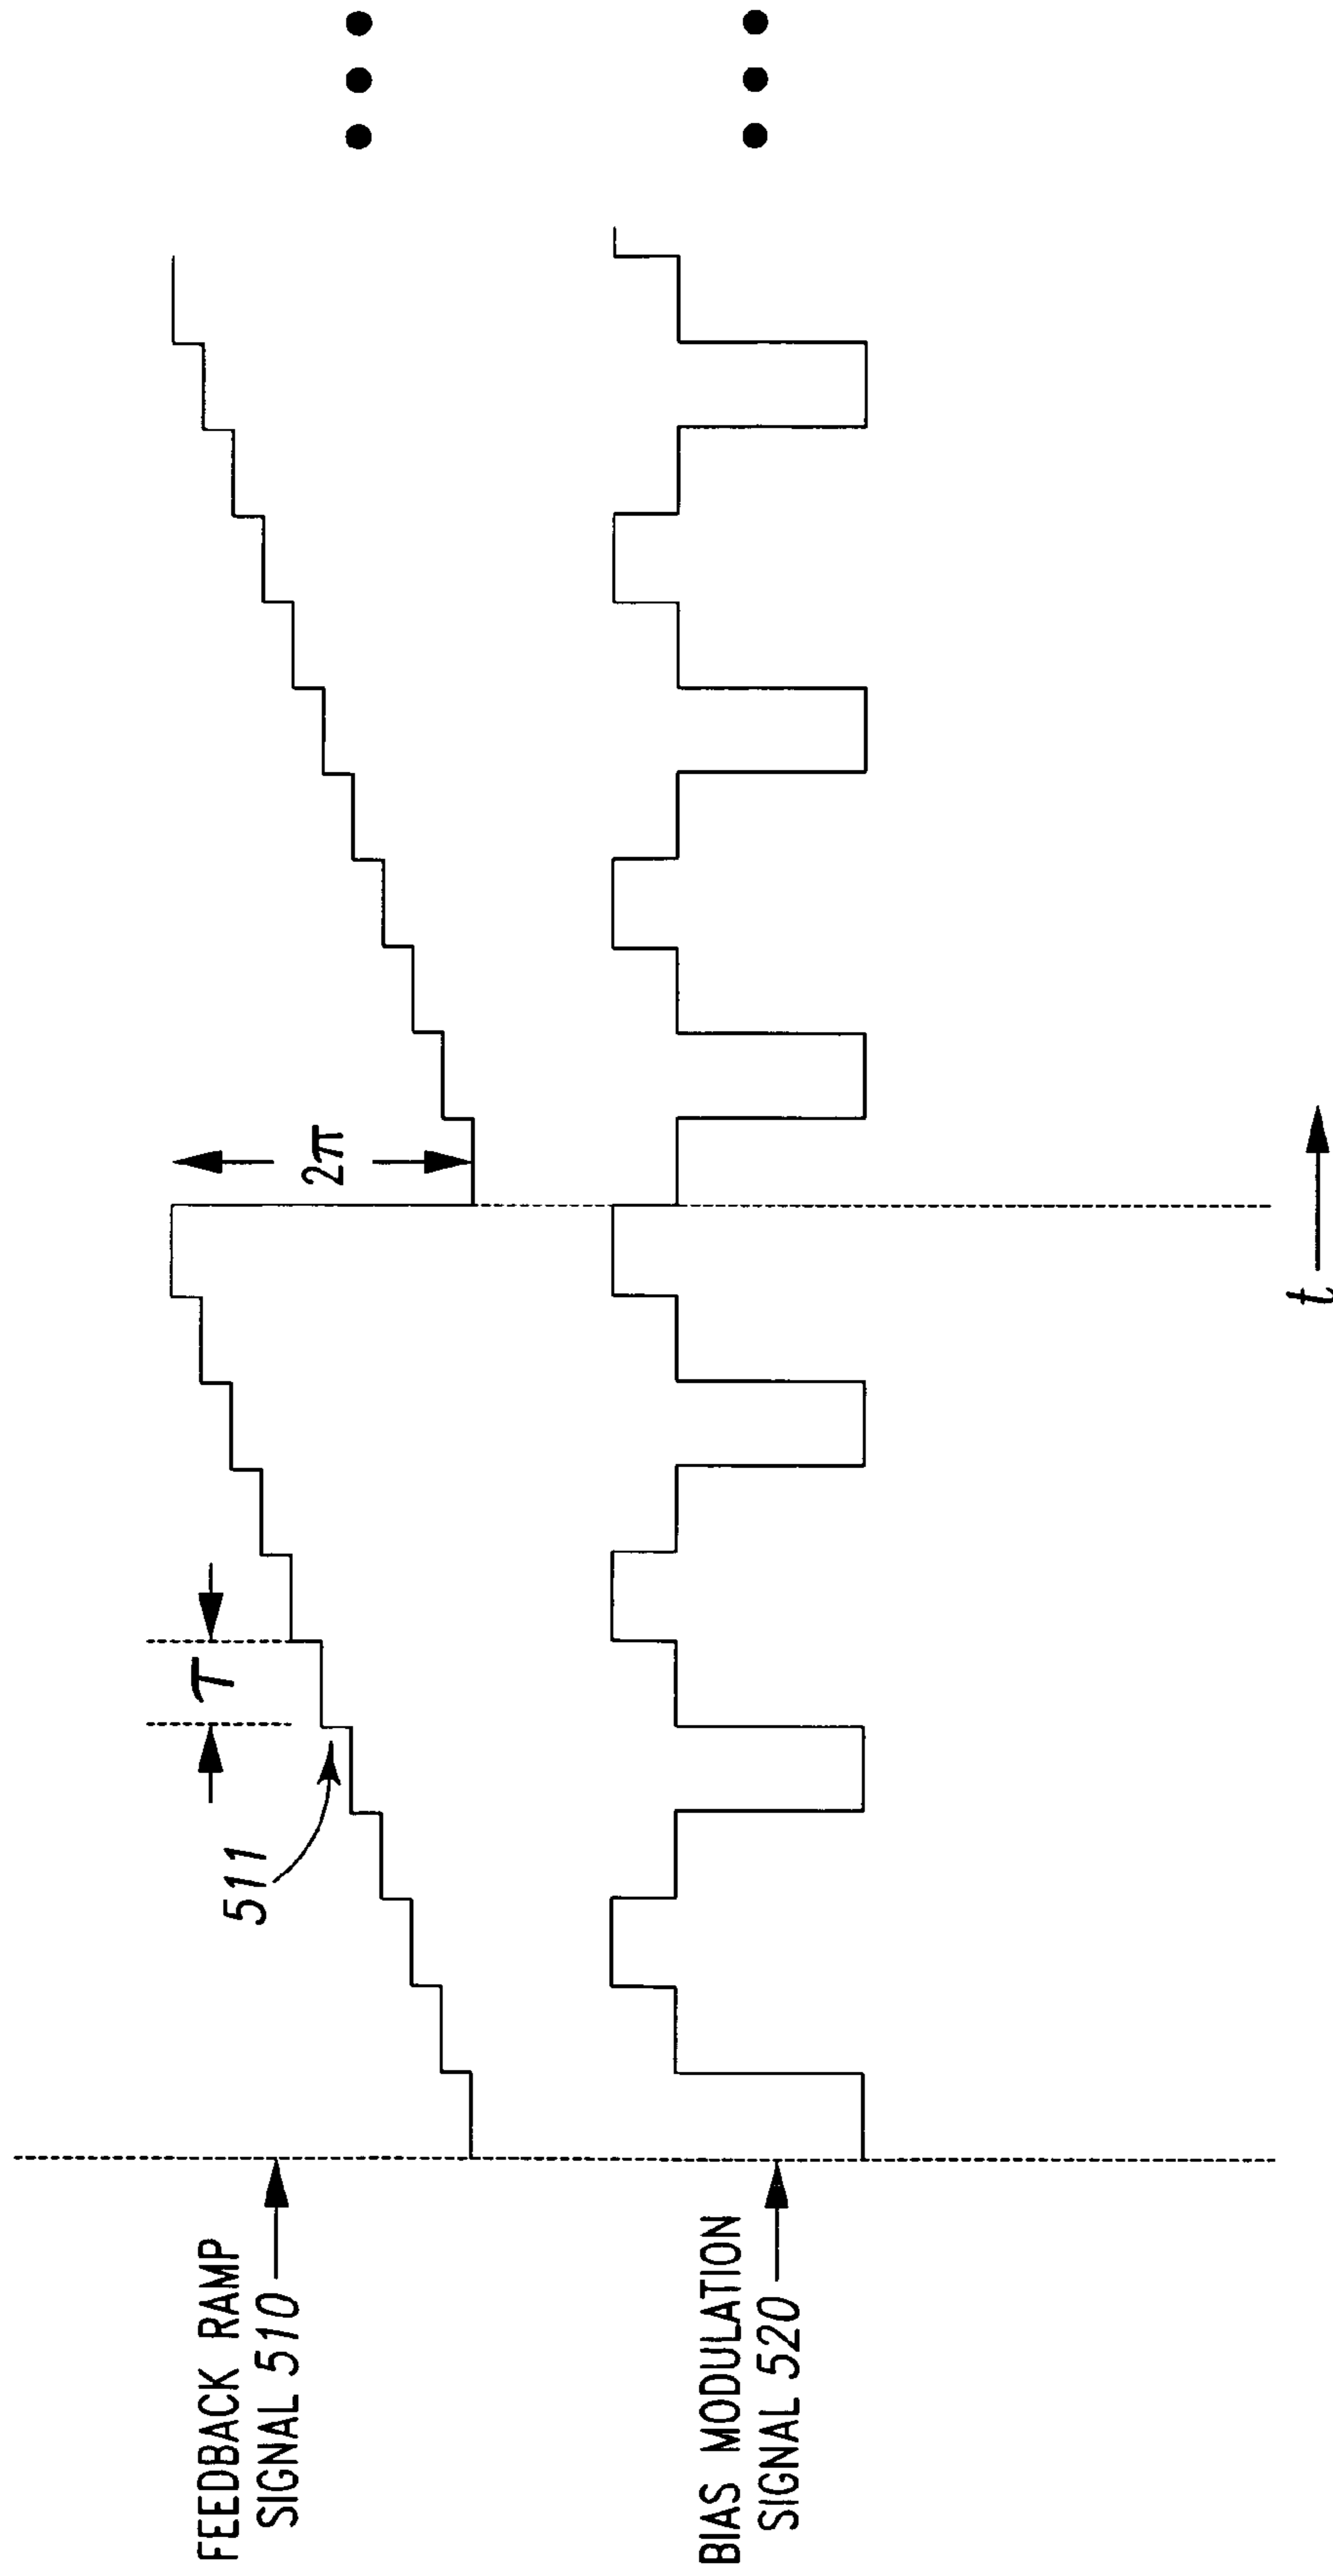 FEEDBACK RAMP
SIGNAL 510
511
τ
2π
BIAS MODULATION
SIGNAL 520
t